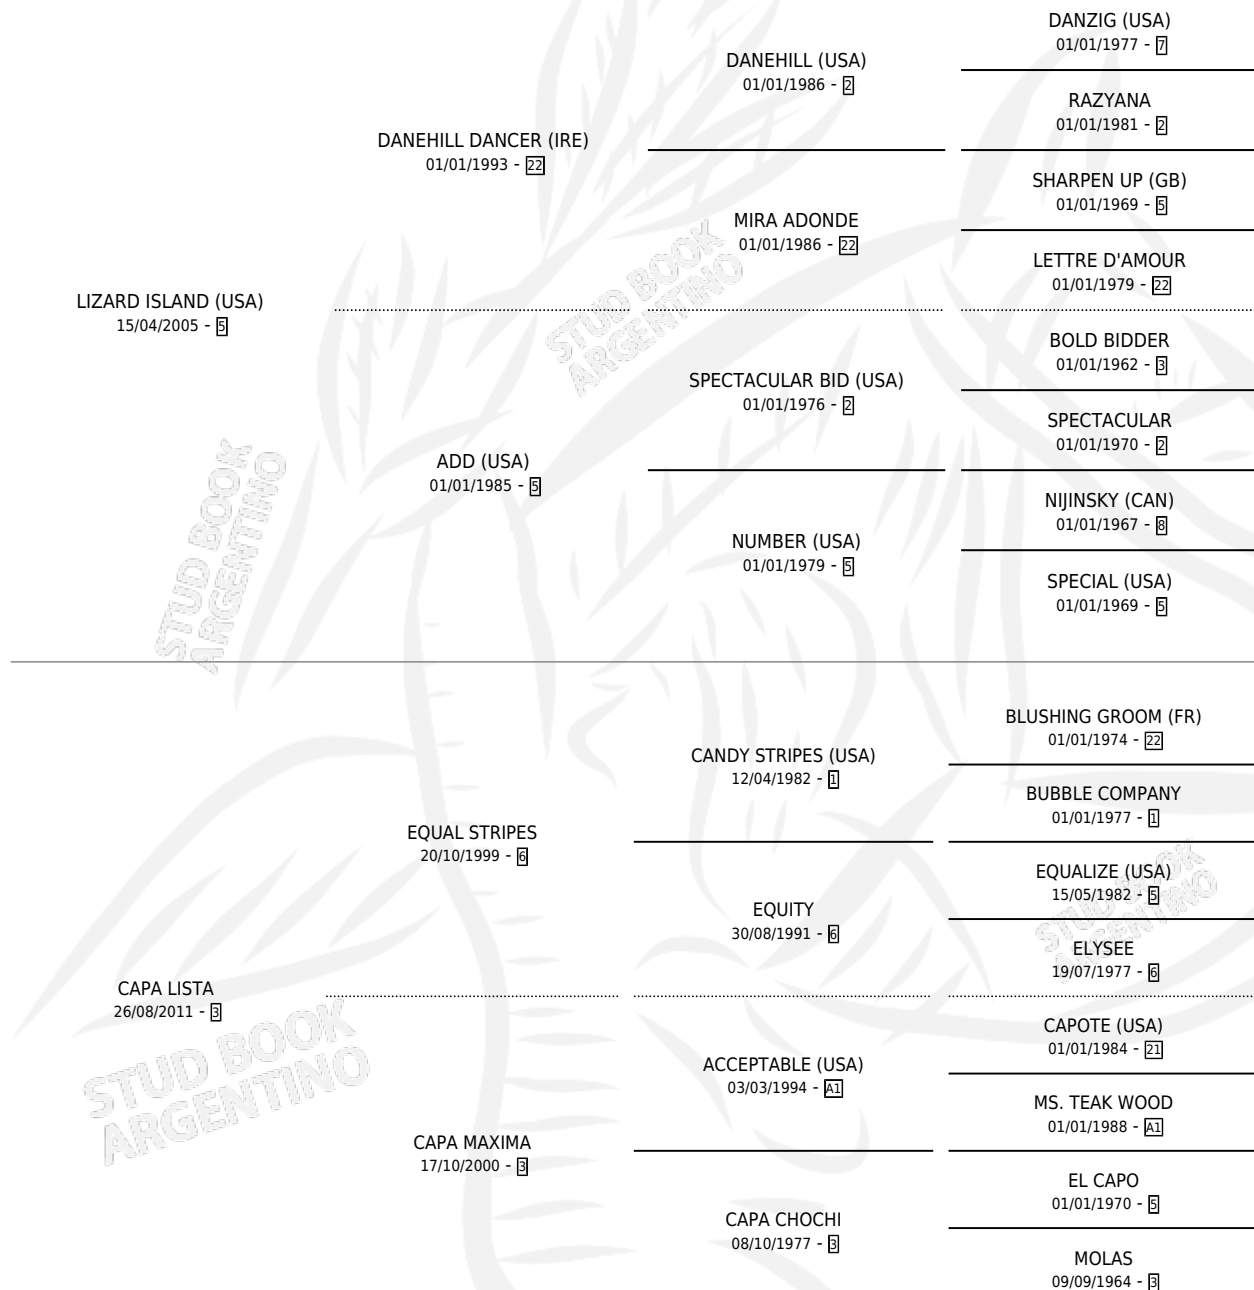 DANZIG (USA)
01/01/1977 - 7
DANEHILL (USA)
01/01/1986 - 2
RAZYANA
01/01/1981 - 2
DANEHILL DANCER (IRE)
01/01/1993 - 22
SHARPEN UP (GB)
01/01/1969 - 5
MIRA ADONDE
01/01/1986 - 22
LETTRE D'AMOUR
01/01/1979 - 22
LIZARD ISLAND (USA)
15/04/2005 - 5
STUD BOOK
ARGENTINO
BOLD BIDDER
01/01/1962 - 3
SPECTACULAR BID (USA)
01/01/1976 - 2
SPECTACULAR
01/01/1970 - 2
ADD (USA)
01/01/1985 - 5
STUD BOOK
ARGENTINO
NIJINSKY (CAN)
01/01/1967 - 8
NUMBER (USA)
01/01/1979 - 5
SPECIAL (USA)
01/01/1969 - 5
BLUSHING GROOM (FR)
01/01/1974 - 22
CANDY STRIPES (USA)
12/04/1982 - 1
BUBBLE COMPANY
01/01/1977 - 1
EQUAL STRIPES
20/10/1999 - 6
EQUALIZE (USA)
15/05/1982 - 5
STUD BOOK
ARGENTINO
EQUITY
30/08/1991 - 6
ELYSEE
19/07/1977 - 6
CAPA LISTA
26/08/2011 - 3
STUD BOOK
ARGENTINO
CAPOTE (USA)
01/01/1984 - 21
ACCEPTABLE (USA)
03/03/1994 - A1
MS. TEAK WOOD
01/01/1988 - A1
CAPA MAXIMA
17/10/2000 - 3
EL CAPO
01/01/1970 - 5
CAPA CHOCHI
08/10/1977 - 3
MOLAS
09/09/1964 - 3